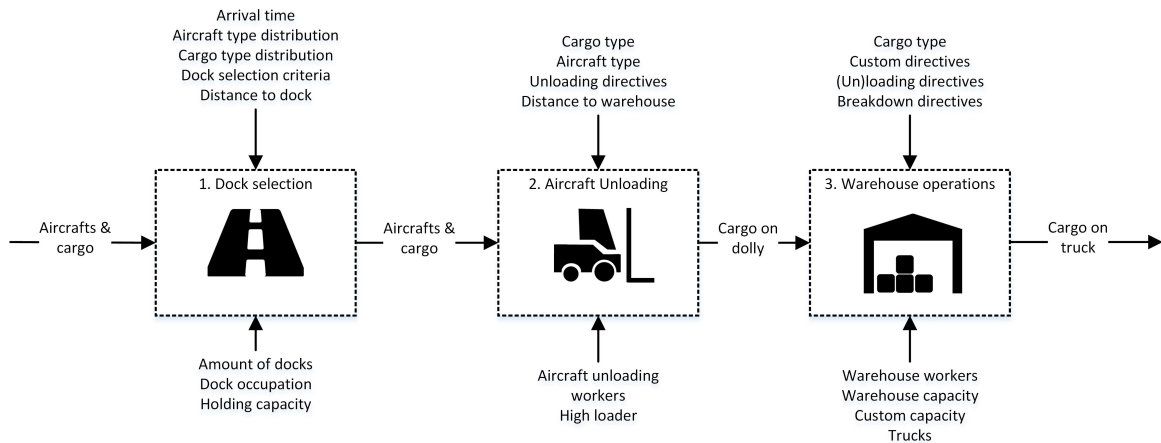 Arrival time
Aircraft type distribution
Cargo type distribution
Dock selection criteria
Distance to dock
Cargo type
Aircraft type
Unloading directives
Distance to warehouse
Cargo type
Custom directives
(Un)loading directives
Breakdown directives
1. Dock selection
2. Aircraft Unloading
3. Warehouse operations
Aircrafts &
cargo
Aircrafts &
cargo
Cargo on
dolly
Cargo on
truck
Amount of docks
Dock occupation
Holding capacity
Aircraft unloading
workers
High loader
Warehouse workers
Warehouse capacity
Custom capacity
Trucks